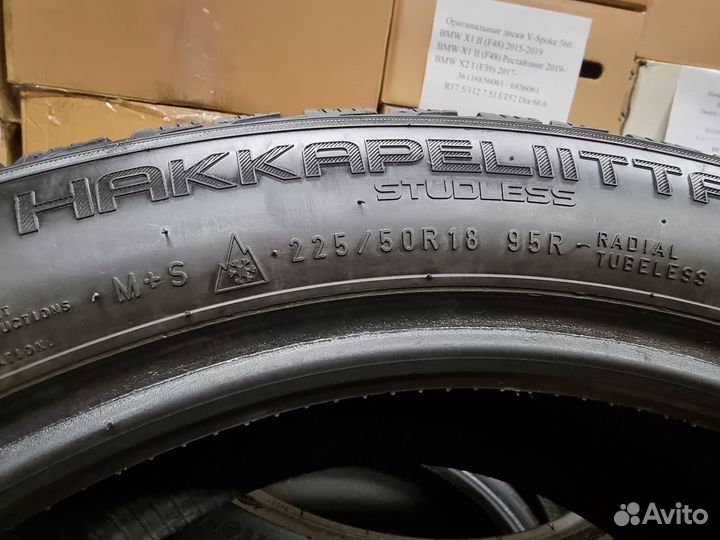 Оригинальные диски V-Spoke 560
BMW X1 II (F48) 2015-2019
BMW X1 II (F48) Рестайлинг 2019-
BMW X2 I (F39) 2017-
36116856061 / 6856061
R17 5/112 7.5J ET52 Dia 66.6
HAKKAPELIITTA
STUDLESS
M+S 225/50R18 95R RADIAL
TUBELESS
Avito